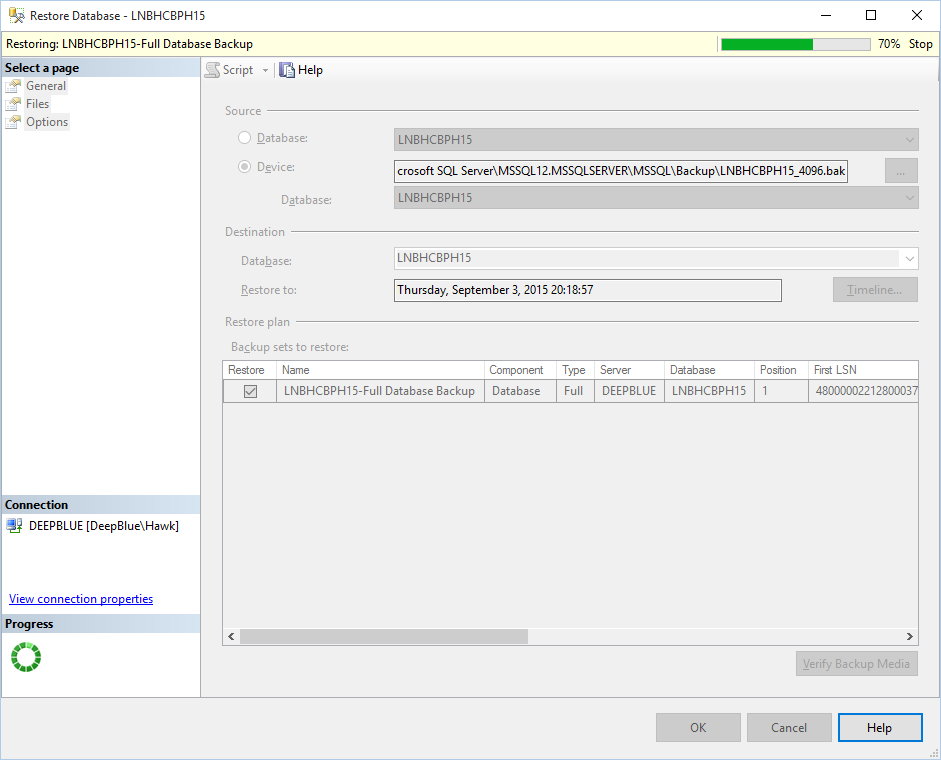 Restore Database - LNBHCBPH15
Restoring: LNBHCBPH15-Full Database Backup 70% Stop
Select a page
General
Files
Options
Script Help
Source
Database: LNBHCBPH15
Device: crosoft SQL Server\MSSQL12.MSSQLSERVER\MSSQL\Backup\LNBHCBPH15_4096.bak ...
Database: LNBHCBPH15
Destination
Database: LNBHCBPH15
Restore to: Thursday, September 3, 2015 20:18:57 Timeline...
Restore plan
Backup sets to restore:
Restore Name Component Type Server Database Position First LSN
LNBHCBPH15-Full Database Backup Database Full DEEPBLUE LNBHCBPH15 1 48000002212800037
Connection
DEEPBLUE [DeepBlue\Hawk]
View connection properties
Progress
Verify Backup Media
OK Cancel Help